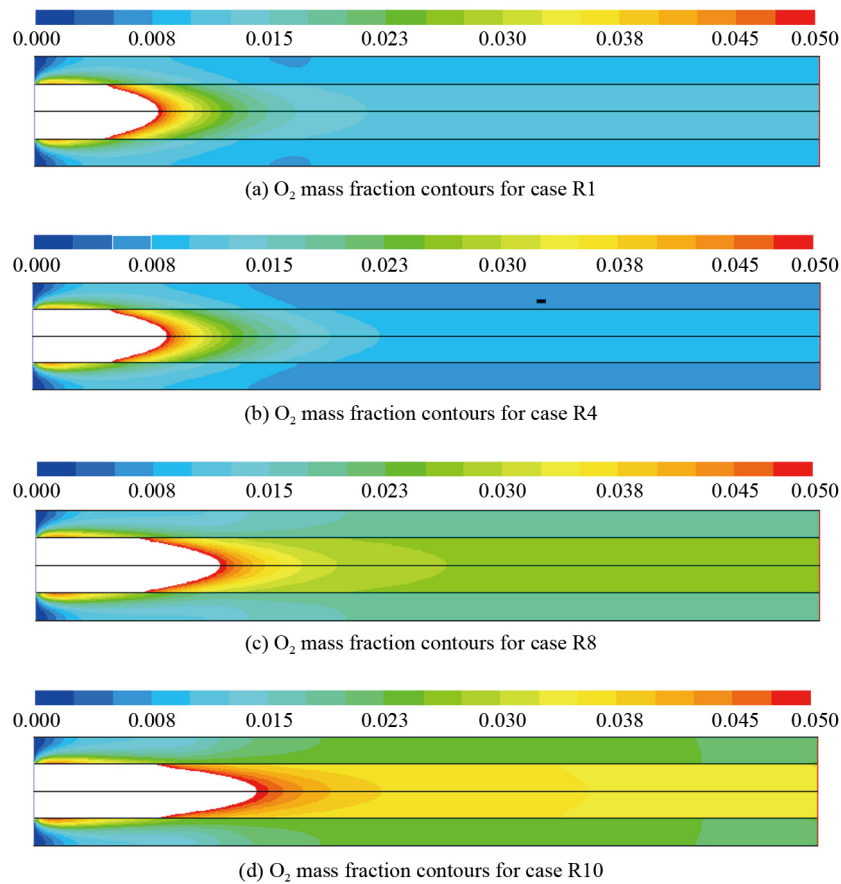 0.000 0.008 0.015 0.023 0.030 0.038 0.045 0.050
(a) O₂ mass fraction contours for case R1
0.000 0.008 0.015 0.023 0.030 0.038 0.045 0.050
(b) O₂ mass fraction contours for case R4
0.000 0.008 0.015 0.023 0.030 0.038 0.045 0.050
(c) O₂ mass fraction contours for case R8
0.000 0.008 0.015 0.023 0.030 0.038 0.045 0.050
(d) O₂ mass fraction contours for case R10